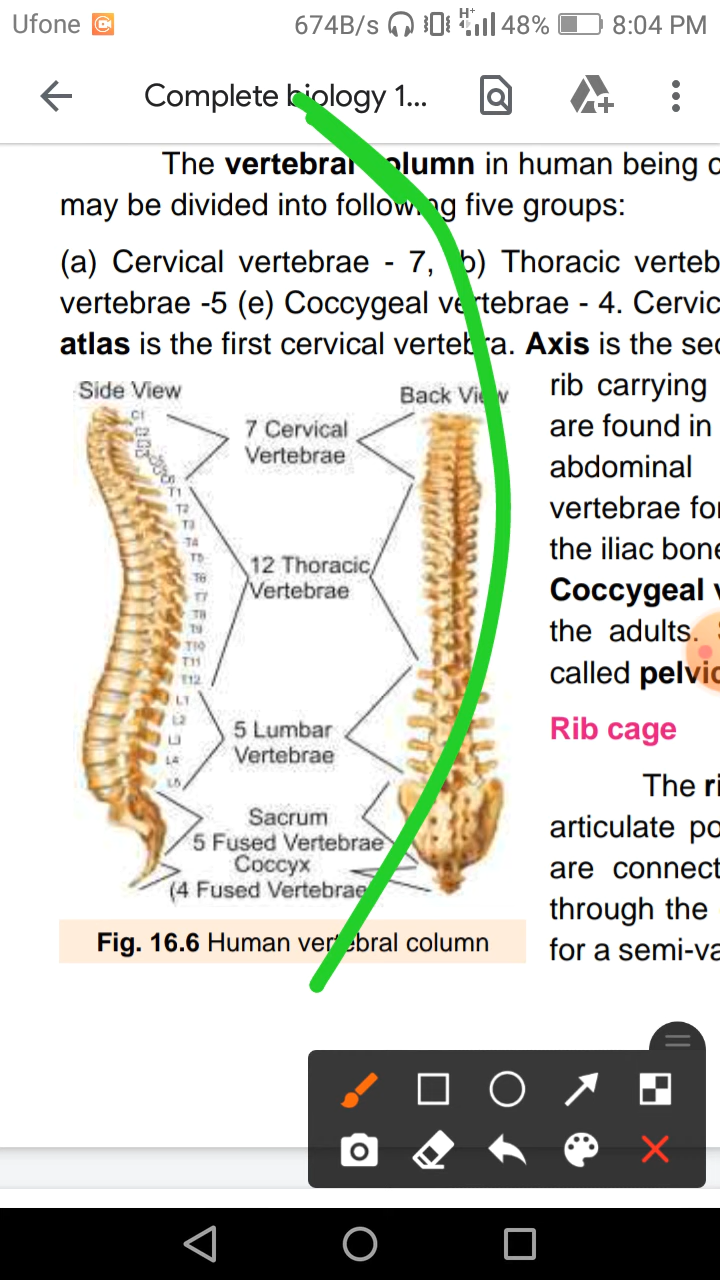 Ufone 674B/s H+ 48% 8:04 PM
Complete biology 1...
The vertebral column in human being
may be divided into following five groups:
(a) Cervical vertebrae - 7, b) Thoracic verteb
vertebrae -5 (e) Coccygeal vertebrae - 4. Cervic
atlas is the first cervical vertebra. Axis is the sec
rib carrying
are found in
abdominal
vertebrae for
the iliac bone
Coccygeal
the adults.
called pelvic
Side View
Back View
C1
C2
T1
T2
T3
T4
T5
T6
T7
T8
T9
T10
T11
T12
L1
L2
L3
L4
L5
7 Cervical
Vertebrae
12 Thoracic
Vertebrae
5 Lumbar
Vertebrae
Sacrum
5 Fused Vertebrae
Coccyx
(4 Fused Vertebrae
Fig. 16.6 Human vertebral column
Rib cage
The ri
articulate po
are connect
through the
for a semi-va